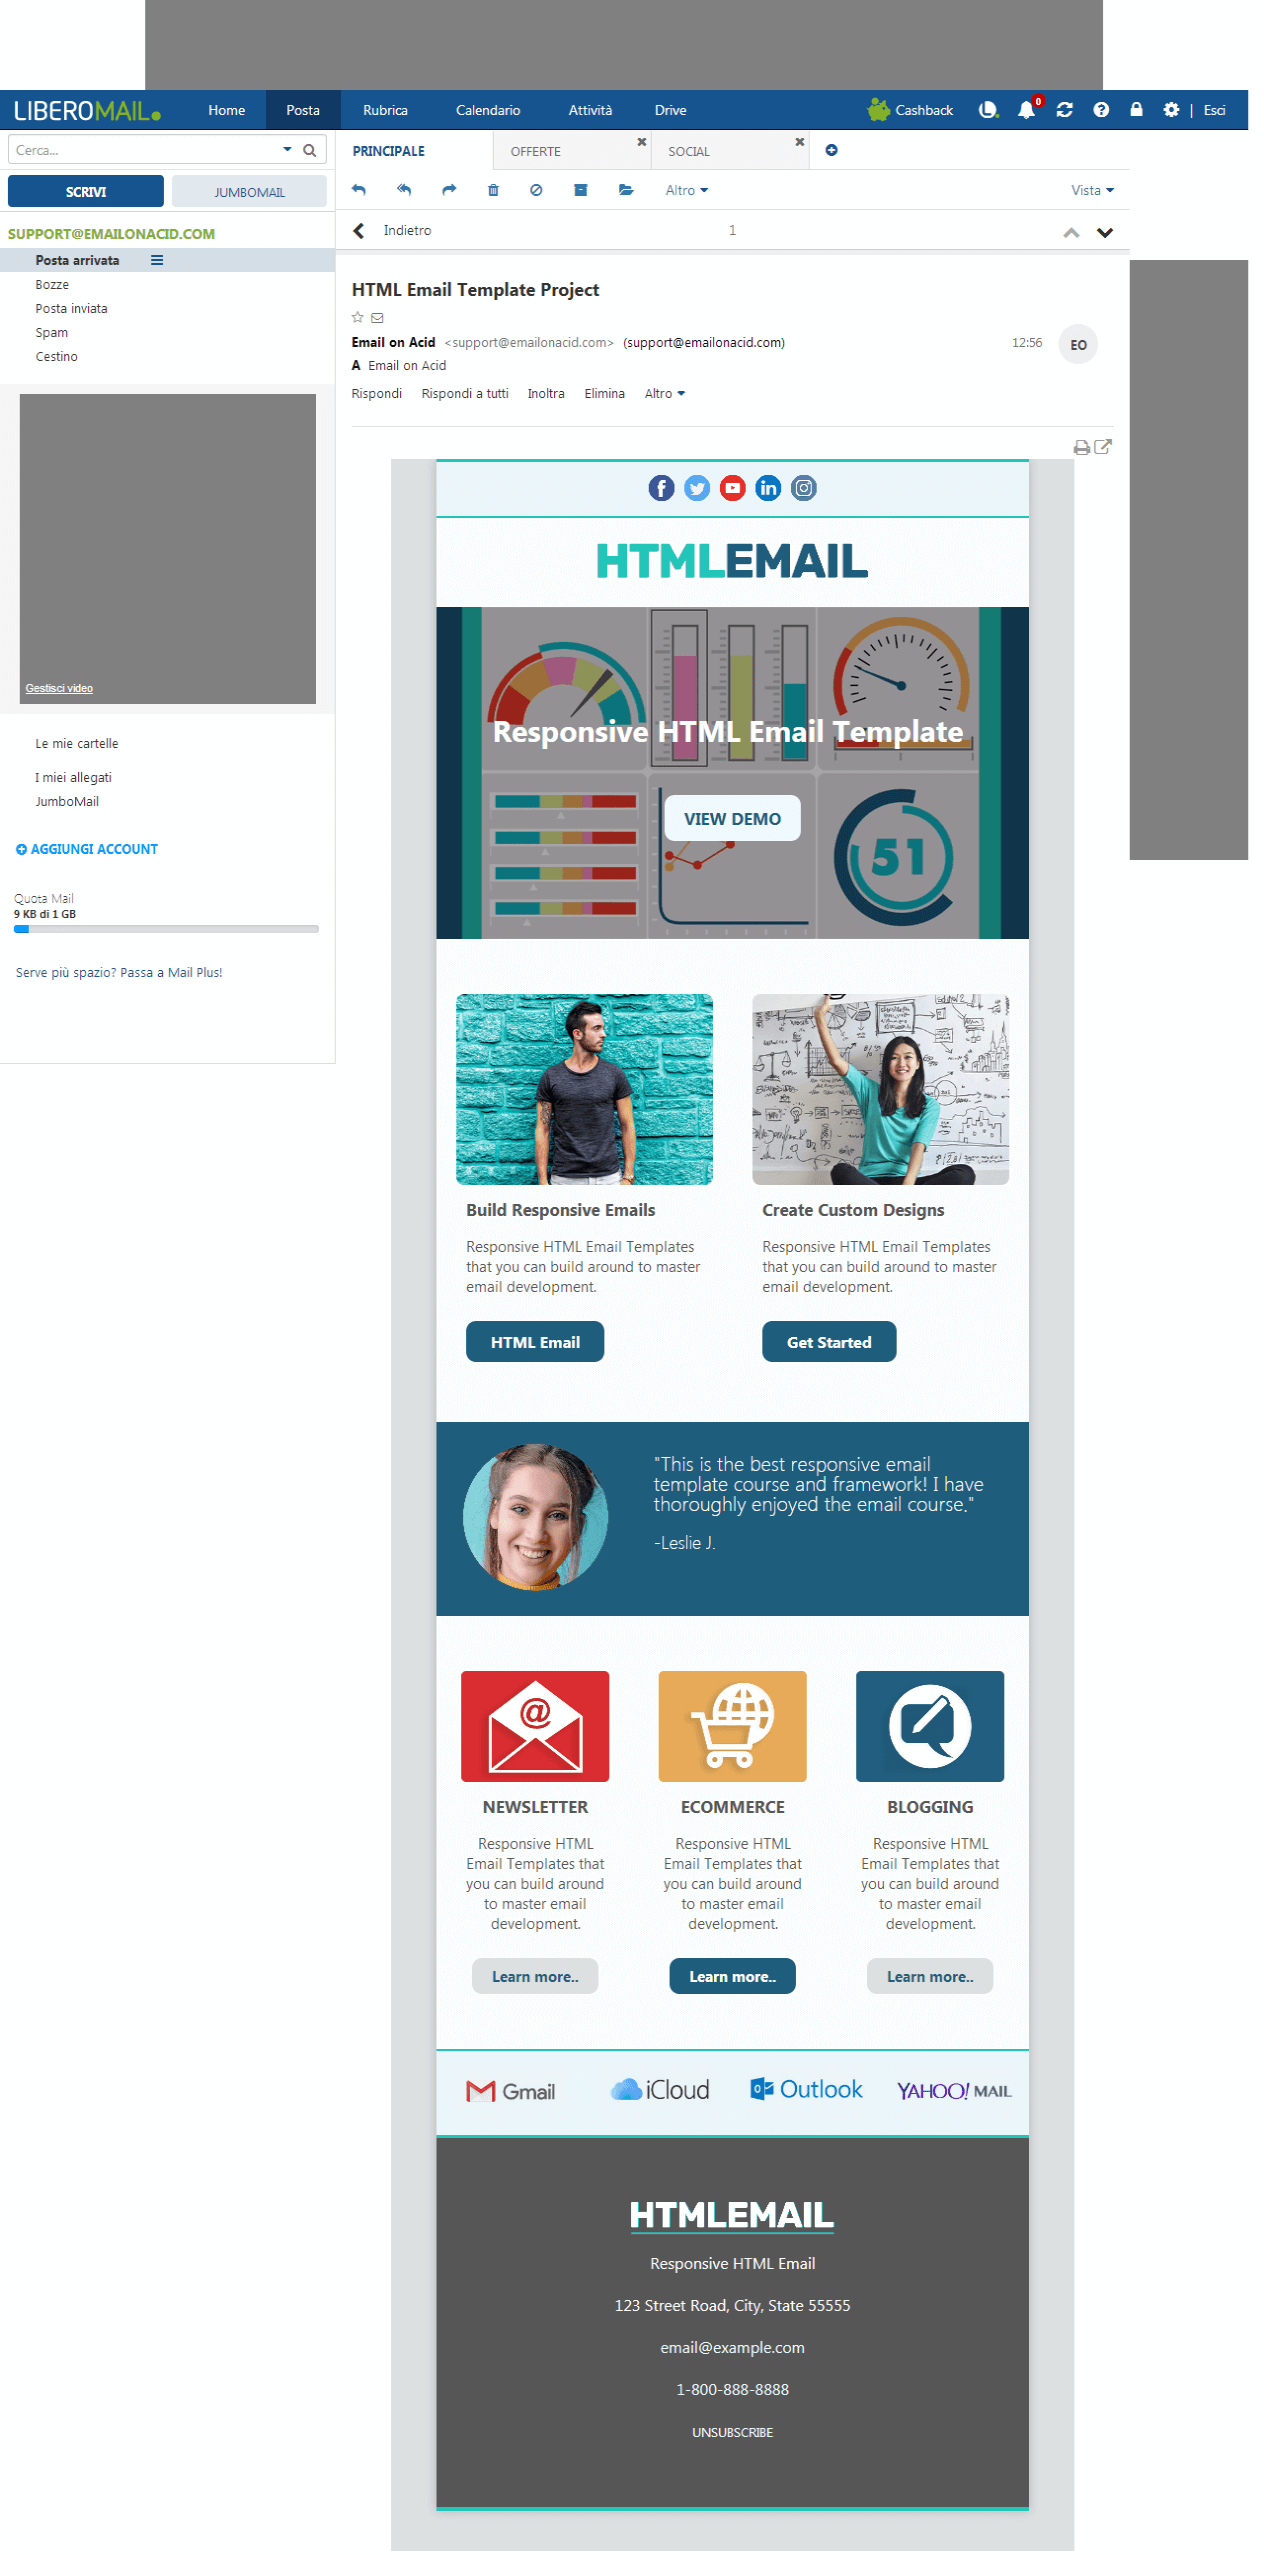 LIBEROMAIL
Home
Posta
Rubrica
Calendario
Attività
Drive
Cashback
0
| Esci
Cerca...
SCRIVI
JUMBOMAIL
SUPPORT@EMAILONACID.COM
Posta arrivata
Bozze
Posta inviata
Spam
Cestino
Gestisci video
Le mie cartelle
I miei allegati
JumboMail
AGGIUNGI ACCOUNT
Quota Mail
9 KB di 1 GB
Serve più spazio? Passa a Mail Plus!
PRINCIPALE
OFFERTE
SOCIAL
Altro
Vista
Indietro
1
HTML Email Template Project
Email on Acid <support@emailonacid.com> (support@emailonacid.com)
12:56
EO
A Email on Acid
Rispondi
Rispondi a tutti
Inoltra
Elimina
Altro
HTMLEMAIL
Responsive HTML Email Template
VIEW DEMO
51
Build Responsive Emails
Responsive HTML Email Templates
that you can build around to master
email development.
HTML Email
Create Custom Designs
Responsive HTML Email Templates
that you can build around to master
email development.
Get Started
"This is the best responsive email
template course and framework! I have
thoroughly enjoyed the email course."
-Leslie J.
@
NEWSLETTER
Responsive HTML
Email Templates that
you can build around
to master email
development.
Learn more..
ECOMMERCE
Responsive HTML
Email Templates that
you can build around
to master email
development.
Learn more..
BLOGGING
Responsive HTML
Email Templates that
you can build around
to master email
development.
Learn more..
Gmail
iCloud
Outlook
YAHOO! MAIL
HTMLEMAIL
Responsive HTML Email
123 Street Road, City, State 55555
email@example.com
1-800-888-8888
UNSUBSCRIBE